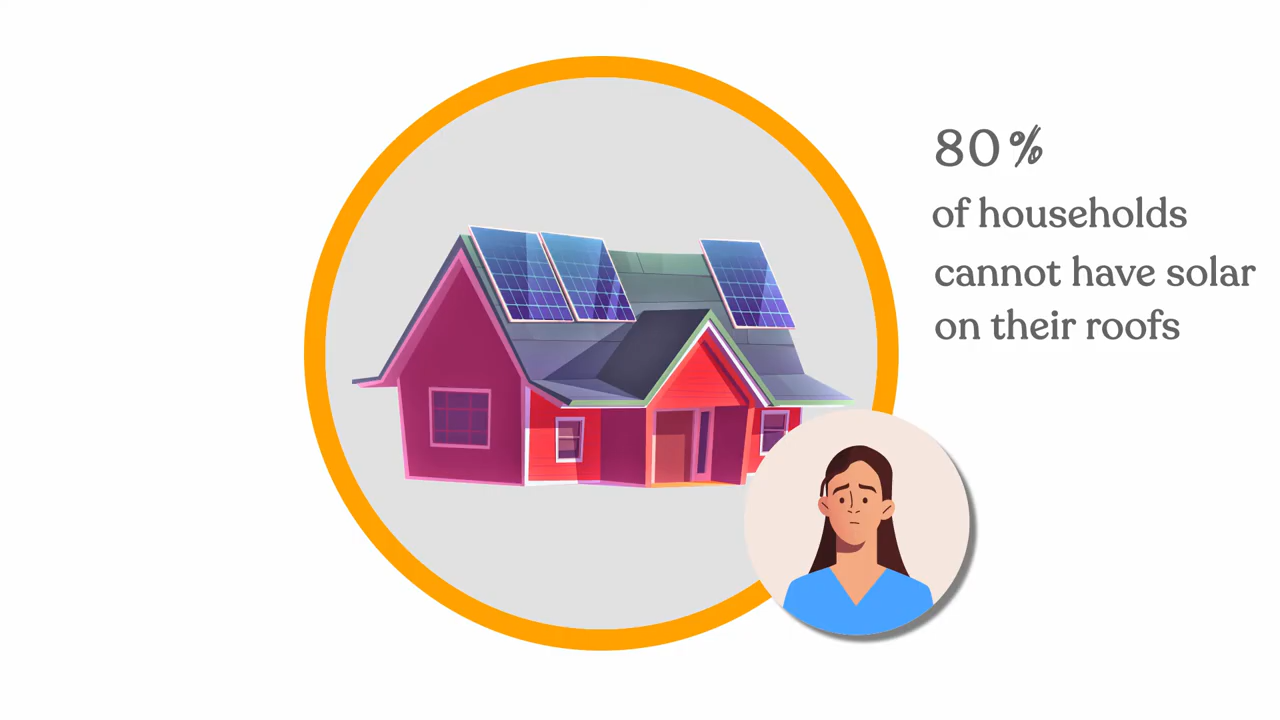 80%
of households
cannot have solar
on their roofs